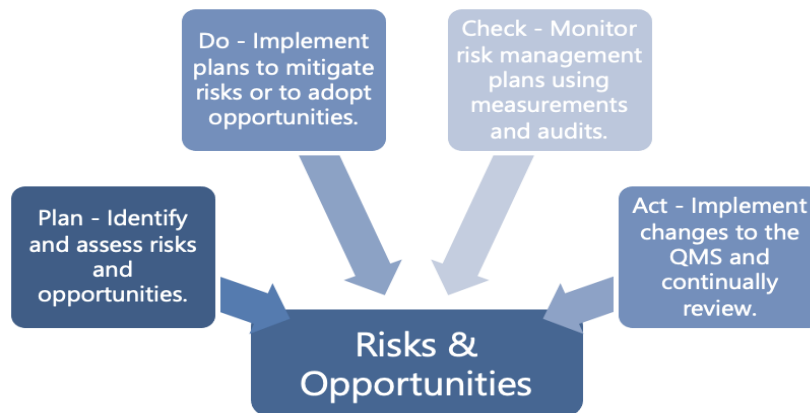 Do - Implement
plans to mitigate
risks or to adopt
opportunities.
Check - Monitor
risk management
plans using
measurements
and audits.
Plan - Identify
and assess risks
and
opportunities.
Act - Implement
changes to the
QMS and
continually
review.
Risks &
Opportunities